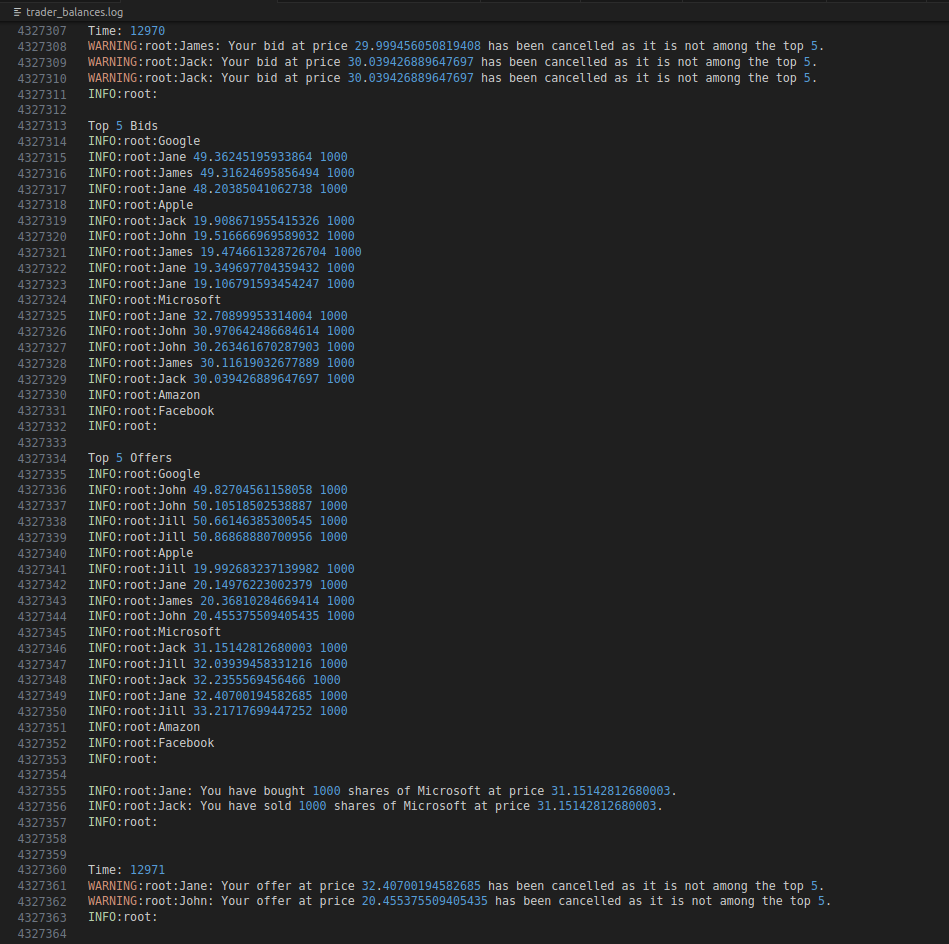 trader_balances.log
4327307 Time: 12970
4327308 WARNING:root:James: Your bid at price 29.999456050819408 has been cancelled as it is not among the top 5.
4327309 WARNING:root:Jack: Your bid at price 30.039426889647697 has been cancelled as it is not among the top 5.
4327310 WARNING:root:Jack: Your bid at price 30.039426889647697 has been cancelled as it is not among the top 5.
4327311 INFO:root:
4327312
4327313 Top 5 Bids
4327314 INFO:root:Google
4327315 INFO:root:Jane 49.36245195933864 1000
4327316 INFO:root:James 49.31624695856494 1000
4327317 INFO:root:Jane 48.20385041062738 1000
4327318 INFO:root:Apple
4327319 INFO:root:Jack 19.908671955415326 1000
4327320 INFO:root:John 19.516666969589032 1000
4327321 INFO:root:James 19.474661328726704 1000
4327322 INFO:root:Jane 19.349697704359432 1000
4327323 INFO:root:Jane 19.106791593454247 1000
4327324 INFO:root:Microsoft
4327325 INFO:root:Jane 32.70899953314004 1000
4327326 INFO:root:John 30.970642486684614 1000
4327327 INFO:root:John 30.263461670287903 1000
4327328 INFO:root:James 30.11619032677889 1000
4327329 INFO:root:Jack 30.039426889647697 1000
4327330 INFO:root:Amazon
4327331 INFO:root:Facebook
4327332 INFO:root:
4327333
4327334 Top 5 Offers
4327335 INFO:root:Google
4327336 INFO:root:John 49.82704561158058 1000
4327337 INFO:root:John 50.10518502538887 1000
4327338 INFO:root:Jill 50.66146385300545 1000
4327339 INFO:root:Jill 50.86868880700956 1000
4327340 INFO:root:Apple
4327341 INFO:root:Jill 19.992683237139982 1000
4327342 INFO:root:Jane 20.14976223002379 1000
4327343 INFO:root:James 20.36810284669414 1000
4327344 INFO:root:John 20.455375509405435 1000
4327345 INFO:root:Microsoft
4327346 INFO:root:Jack 31.15142812680003 1000
4327347 INFO:root:Jill 32.03939458331216 1000
4327348 INFO:root:Jack 32.2355569456466 1000
4327349 INFO:root:Jane 32.40700194582685 1000
4327350 INFO:root:Jill 33.21717699447252 1000
4327351 INFO:root:Amazon
4327352 INFO:root:Facebook
4327353 INFO:root:
4327354
4327355 INFO:root:Jane: You have bought 1000 shares of Microsoft at price 31.15142812680003.
4327356 INFO:root:Jack: You have sold 1000 shares of Microsoft at price 31.15142812680003.
4327357 INFO:root:
4327358
4327359
4327360 Time: 12971
4327361 WARNING:root:Jane: Your offer at price 32.40700194582685 has been cancelled as it is not among the top 5.
4327362 WARNING:root:John: Your offer at price 20.455375509405435 has been cancelled as it is not among the top 5.
4327363 INFO:root:
4327364